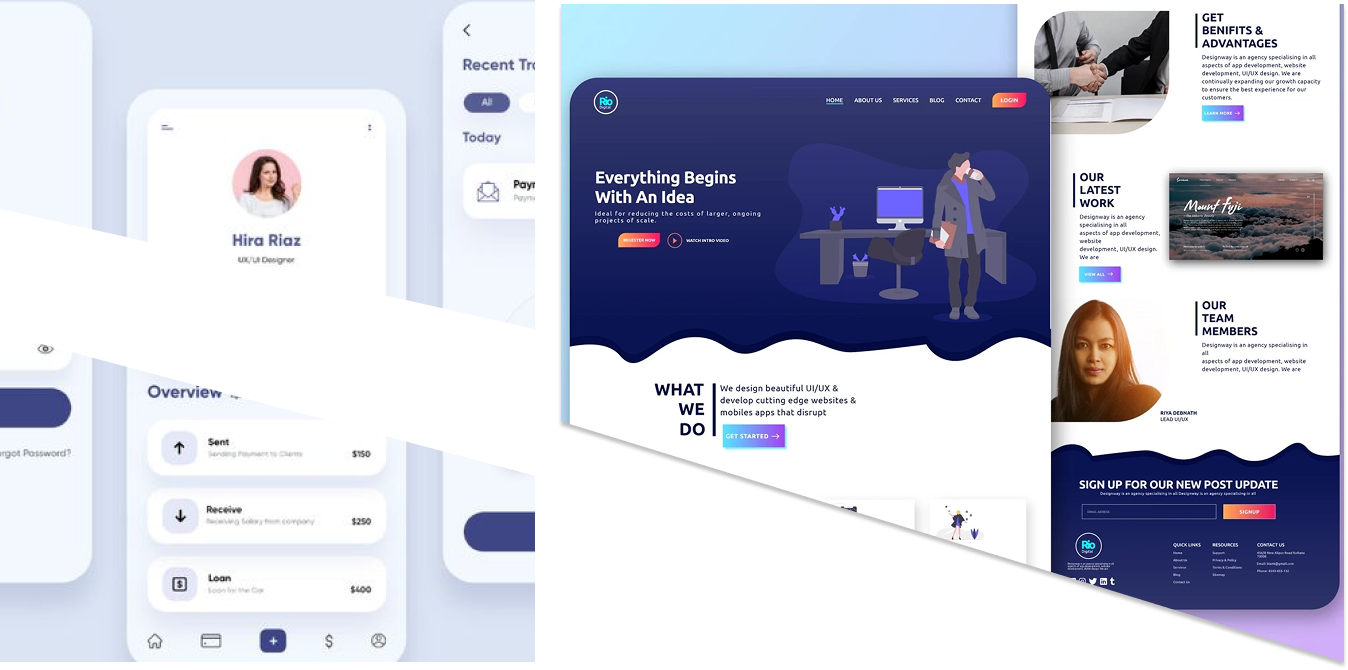 Recent Tra
All
Today
Paym
Hira Riaz
UX/UI Designer
Overview
Sent
Sending Payment to Clients
$150
Receive
Receiving Salary from company
$250
Loan
Loan for the Car
$400
orgot Password?
Rio
Digital
HOME
ABOUT US
SERVICES
BLOG
CONTACT
LOGIN
Everything Begins
With An Idea
Ideal for reducing the costs of larger, ongoing
projects of scale.
REGISTER NOW
WATCH INTRO VIDEO
WHAT
WE
DO
We design beautiful UI/UX &
develop cutting edge websites &
mobiles apps that disrupt
GET STARTED
GET
BENIFITS &
ADVANTAGES
Designway is an agency specialising in all
aspects of app development, website
development, UI/UX design. We are
continually expanding our growth capacity
to ensure the best experience for our
customers.
LEARN MORE
OUR
LATEST
WORK
Designway is an agency
specialising in all
aspects of app development,
website
development, UI/UX design.
We are
VIEW ALL
Mount Fuji
OUR
TEAM
MEMBERS
Designway is an agency specialising in
all
aspects of app development, website
development, UI/UX design. We are
RIYA DEBNATH
LEAD UI/UX
SIGN UP FOR OUR NEW POST UPDATE
Designway is an agency specialising in all Designway is an agency specialising in all
EMAIL ADRESS
SIGNUP
Rio
Digital
QUICK LINKS
Home
About Us
Services
Blog
Contact Us
RESOURCES
Support
Privacy & Policy
Terms & Conditions
Sitemap
CONTACT US